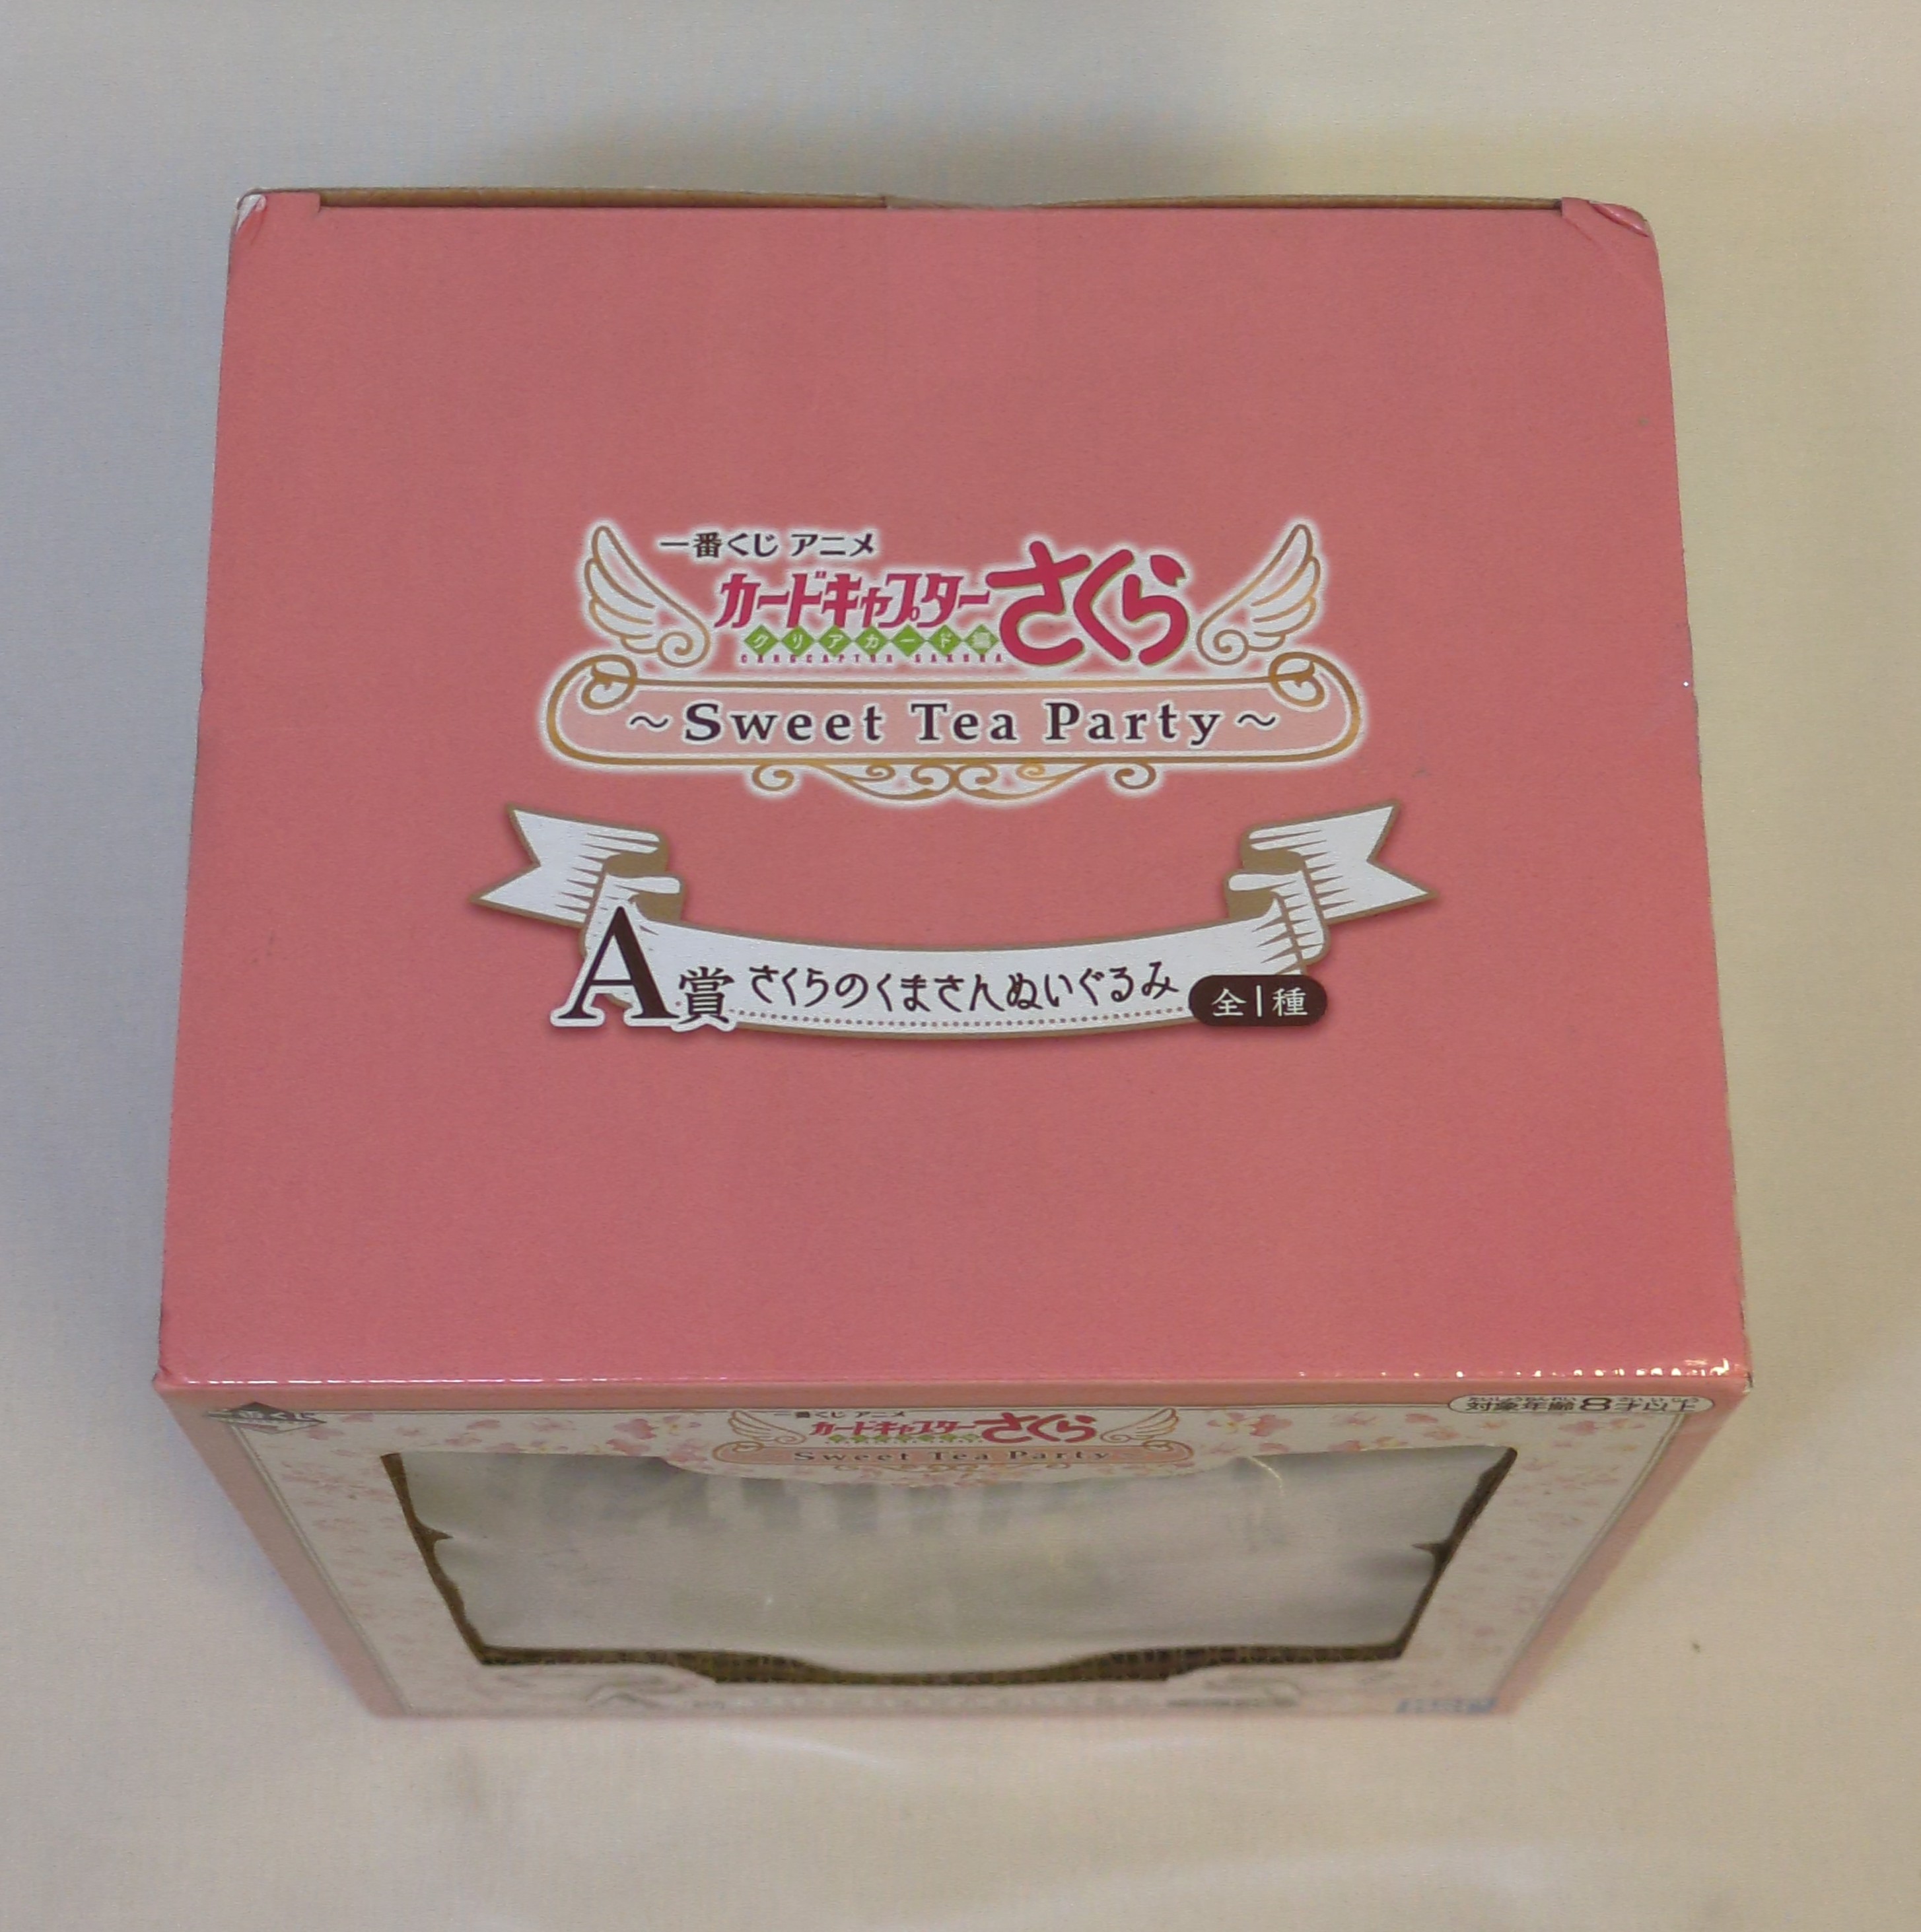 一番くじ アニメ
カードキャプターさくら
クリアカード編
CARDCAPTOR SAKURA
～Sweet Tea Party～
A賞 さくらのくまさんぬいぐるみ 全1種
一番くじ
一番くじ アニメ
カードキャプターさくら
Sweet Tea Party
対象年齢8才以上